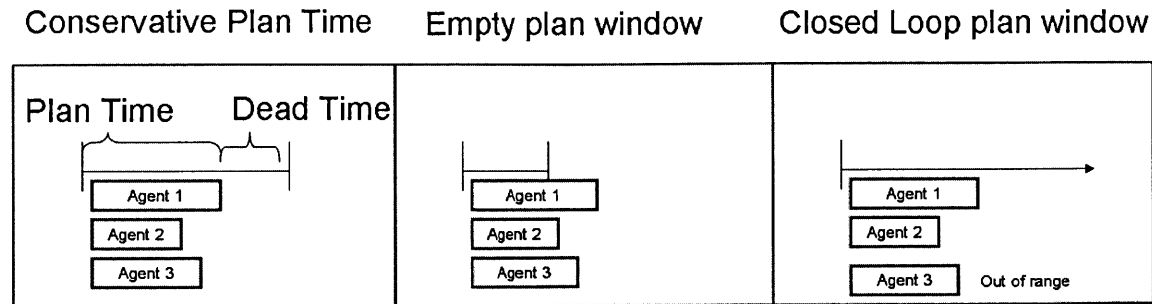 Conservative Plan Time
Empty plan window
Closed Loop plan window
Plan Time
Dead Time
Agent 1
Agent 2
Agent 3
Agent 1
Agent 2
Agent 3
Agent 1
Agent 2
Agent 3
Out of range